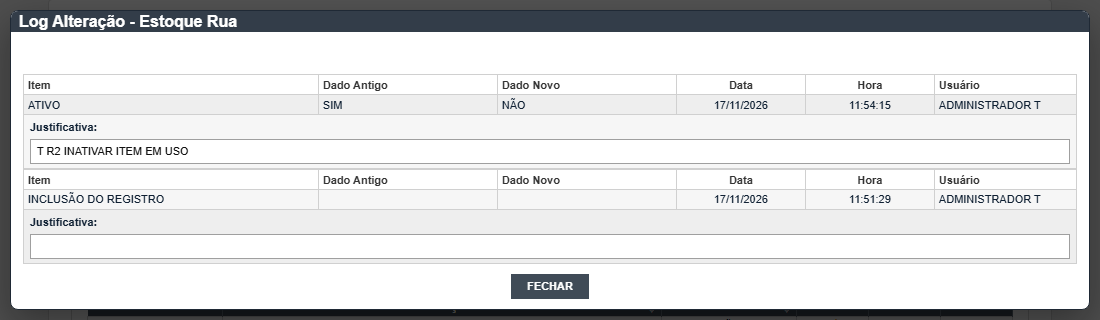 Log Alteração - Estoque Rua
Item Dado Antigo Dado Novo Data Hora Usuário
ATIVO SIM NÃO 17/11/2026 11:54:15 ADMINISTRADOR T
Justificativa:
T R2 INATIVAR ITEM EM USO
Item Dado Antigo Dado Novo Data Hora Usuário
INCLUSÃO DO REGISTRO 17/11/2026 11:51:29 ADMINISTRADOR T
Justificativa:
FECHAR